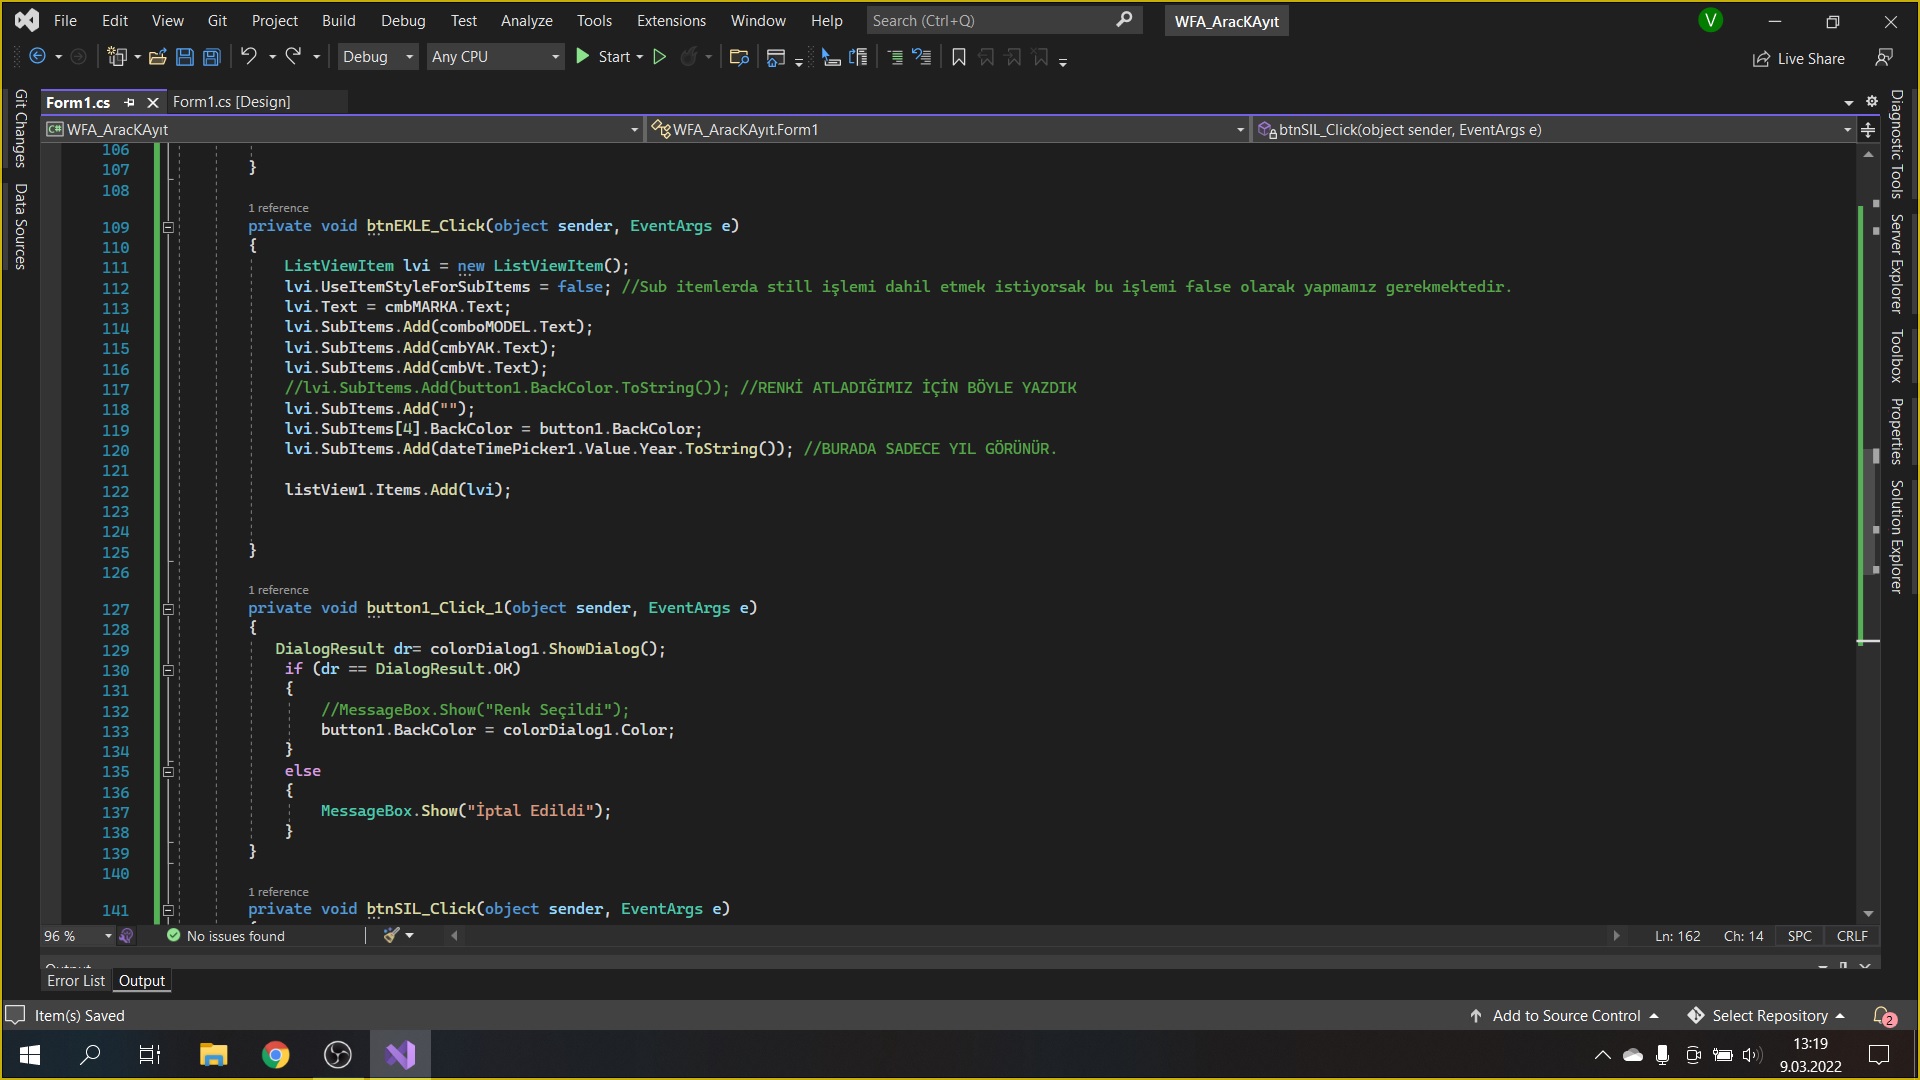 File Edit View Git Project Build Debug Test Analyze Tools Extensions Window Help Search (Ctrl+Q) WFA_AracKAyıt V
Debug Any CPU Start Live Share
Form1.cs Form1.cs [Design]
WFA_AracKAyıt WFA_AracKAyıt.Form1 btnSIL_Click(object sender, EventArgs e)
Git Changes
Data Sources
106
107 }
108
1 reference
109 private void btnEKLE_Click(object sender, EventArgs e)
110 {
111 ListViewItem lvi = new ListViewItem();
112 lvi.UseItemStyleForSubItems = false; //Sub itemlerda still işlemi dahil etmek istiyorsak bu işlemi false olarak yapmamız gerekmektedir.
113 lvi.Text = cmbMARKA.Text;
114 lvi.SubItems.Add(comboMODEL.Text);
115 lvi.SubItems.Add(cmbYAK.Text);
116 lvi.SubItems.Add(cmbVt.Text);
117 //lvi.SubItems.Add(button1.BackColor.ToString()); //RENKİ ATLADIĞIMIZ İÇİN BÖYLE YAZDIK
118 lvi.SubItems.Add("");
119 lvi.SubItems[4].BackColor = button1.BackColor;
120 lvi.SubItems.Add(dateTimePicker1.Value.Year.ToString()); //BURADA SADECE YIL GÖRÜNÜR.
121
122 listView1.Items.Add(lvi);
123
124
125 }
126
1 reference
127 private void button1_Click_1(object sender, EventArgs e)
128 {
129 DialogResult dr= colorDialog1.ShowDialog();
130 if (dr == DialogResult.OK)
131 {
132 //MessageBox.Show("Renk Seçildi");
133 button1.BackColor = colorDialog1.Color;
134 }
135 else
136 {
137 MessageBox.Show("İptal Edildi");
138 }
139 }
140
1 reference
141 private void btnSIL_Click(object sender, EventArgs e)
Diagnostic Tools
Server Explorer
Toolbox
Properties
Solution Explorer
96 % No issues found Ln: 162 Ch: 14 SPC CRLF
Output
Error List Output
Item(s) Saved Add to Source Control Select Repository 2
13:19
9.03.2022